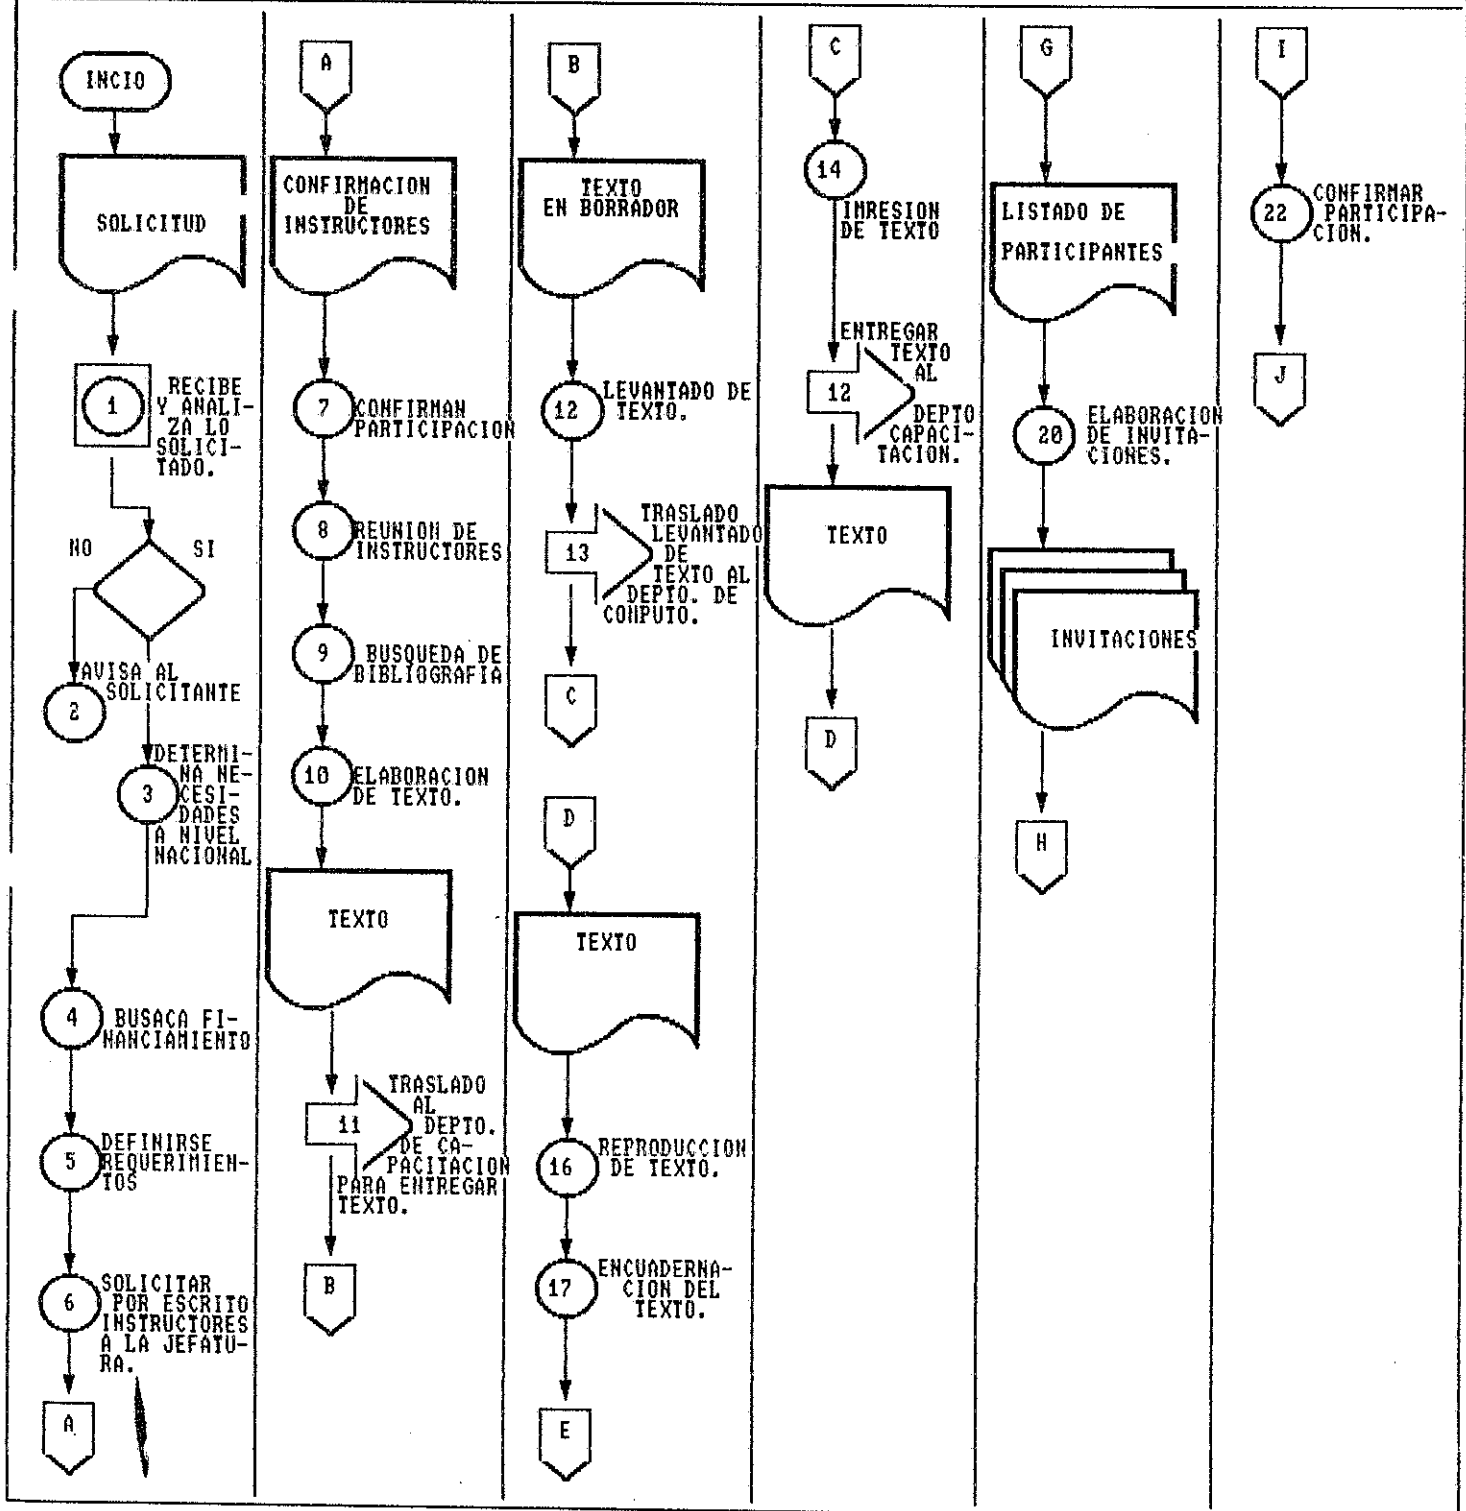 INCIO
SOLICITUD
1
RECIBE
Y ANALI-
ZA LO
SOLICI-
TADO.
NO
SI
AVISA AL
SOLICITANTE
2
DETERMI-
NA NE-
CESI-
DADES
A NIVEL
NACIONAL
3
4
BUSACA FI-
NANCIAMIENTO
5
DEFINIRSE
REQUERIMIEN-
TOS
6
SOLICITAR
POR ESCRITO
INSTRUCTORES
A LA JEFATU-
RA.
A
A
CONFIRMACION
DE
INSTRUCTORES
7
CONFIRMAN
PARTICIPACION
8
REUNION DE
INSTRUCTORES
9
BUSQUEDA DE
BIBLIOGRAFIA
10
ELABORACION
DE TEXTO.
TEXTO
11
TRASLADO
AL
DEPTO.
DE CA-
PACITACION
PARA ENTREGAR
TEXTO.
B
B
TEXTO
EN BORRADOR
12
LEVANTADO DE
TEXTO.
13
TRASLADO
LEVANTADO
DE
TEXTO AL
DEPTO. DE
COMPUTO.
C
D
TEXTO
16
REPRODUCCION
DE TEXTO.
17
ENCUADERNA-
CION DEL
TEXTO.
E
C
14
IMRESION
DE TEXTO
ENTREGAR
TEXTO
AL
12
DEPTO
CAPACI-
TACION.
TEXTO
D
G
LISTADO DE
PARTICIPANTES
20
ELABORACION
DE INVITA-
CIONES.
INVITACIONES
H
I
22
CONFIRMAR
PARTICIPA-
CION.
J